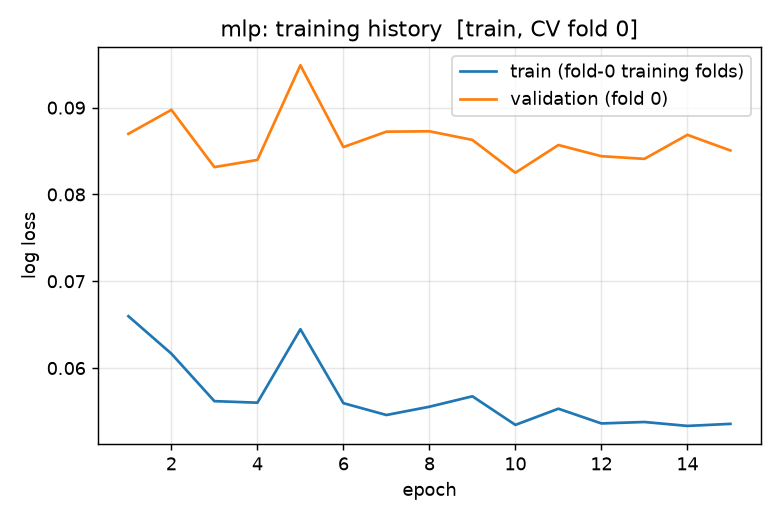 mlp: training history  [train, CV fold 0]
train (fold-0 training folds)
validation (fold 0)
0.09
0.08
0.07
0.06
log loss
2 4 6 8 10 12 14
epoch